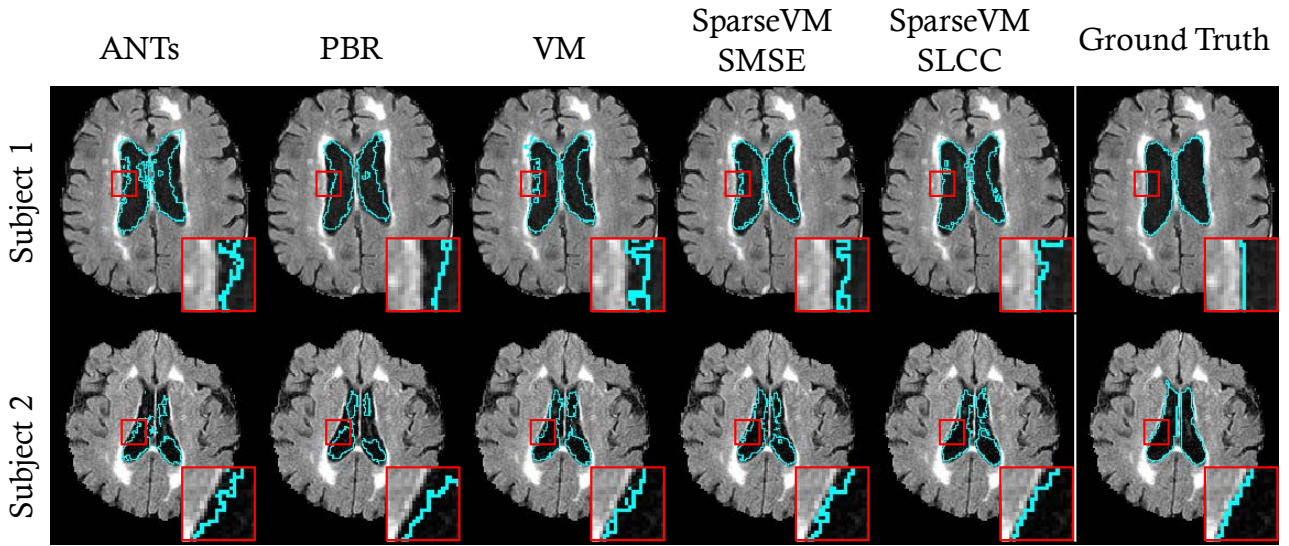 ANTs
PBR
VM
SparseVM
SMSE
SparseVM
SLCC
Ground Truth
Subject 1
Subject 2